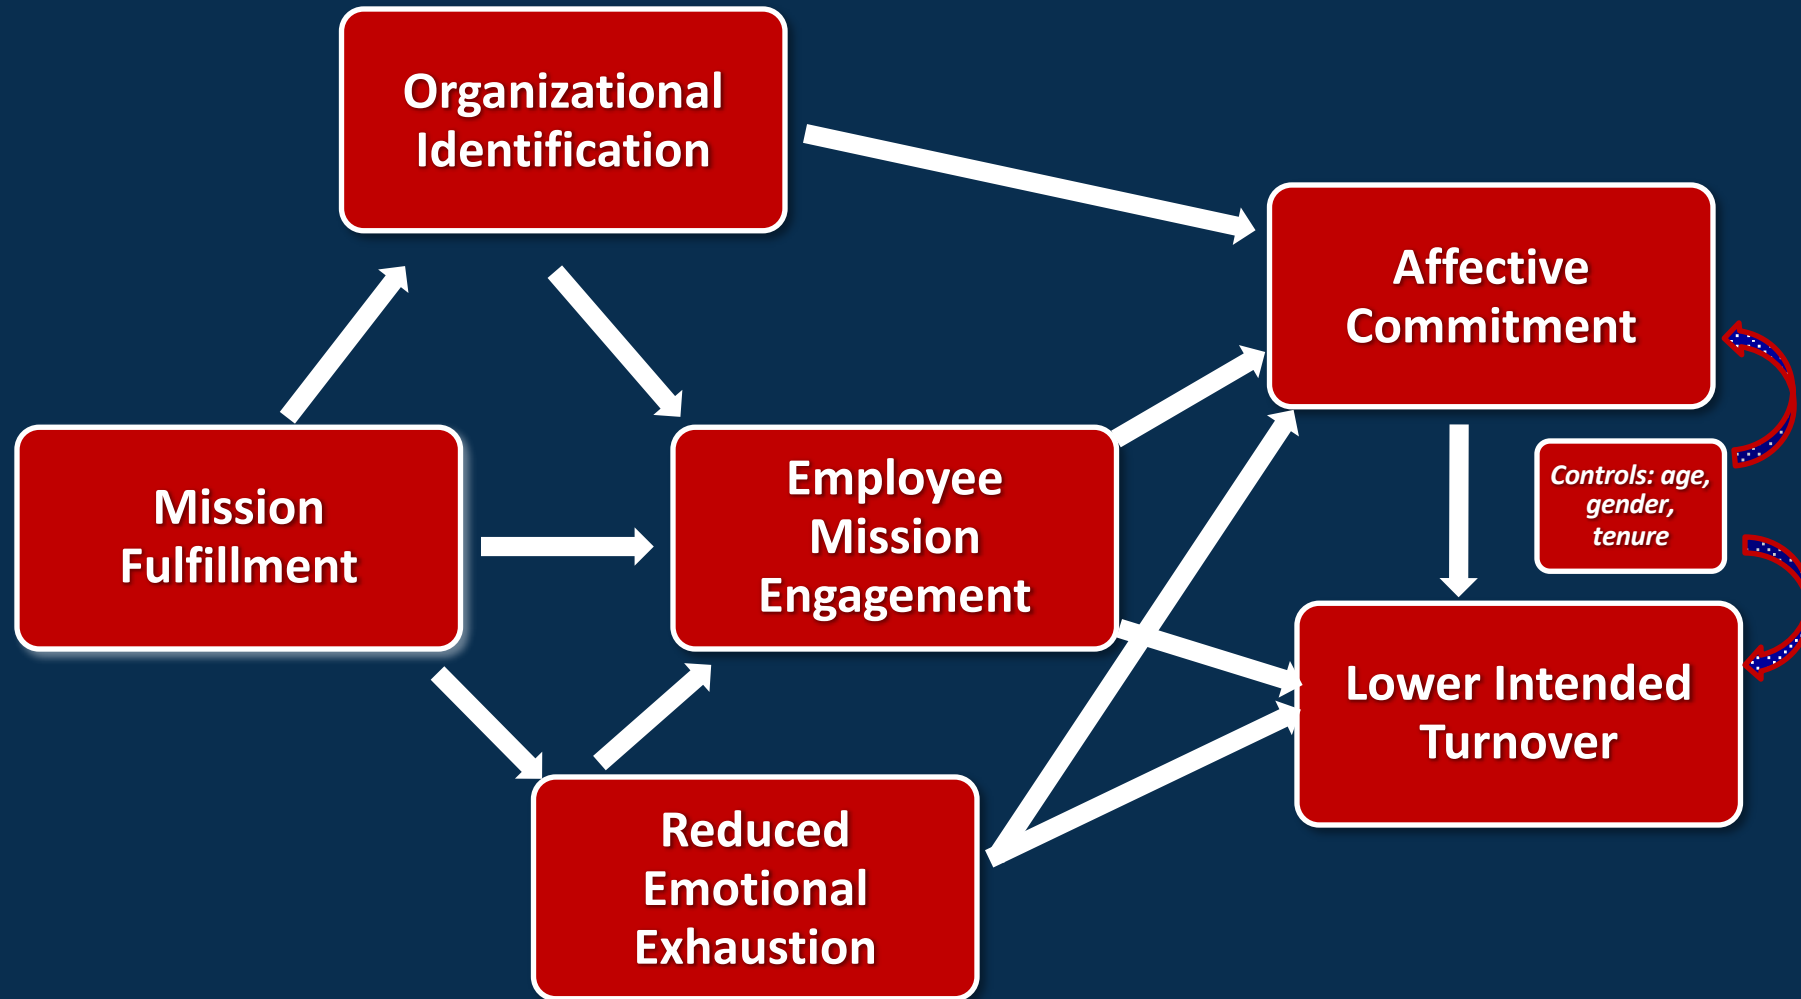 Organizational
Identification
Affective
Commitment
Mission
Fulfillment
Employee
Mission
Engagement
Controls: age,
gender,
tenure
Lower Intended
Turnover
Reduced
Emotional
Exhaustion